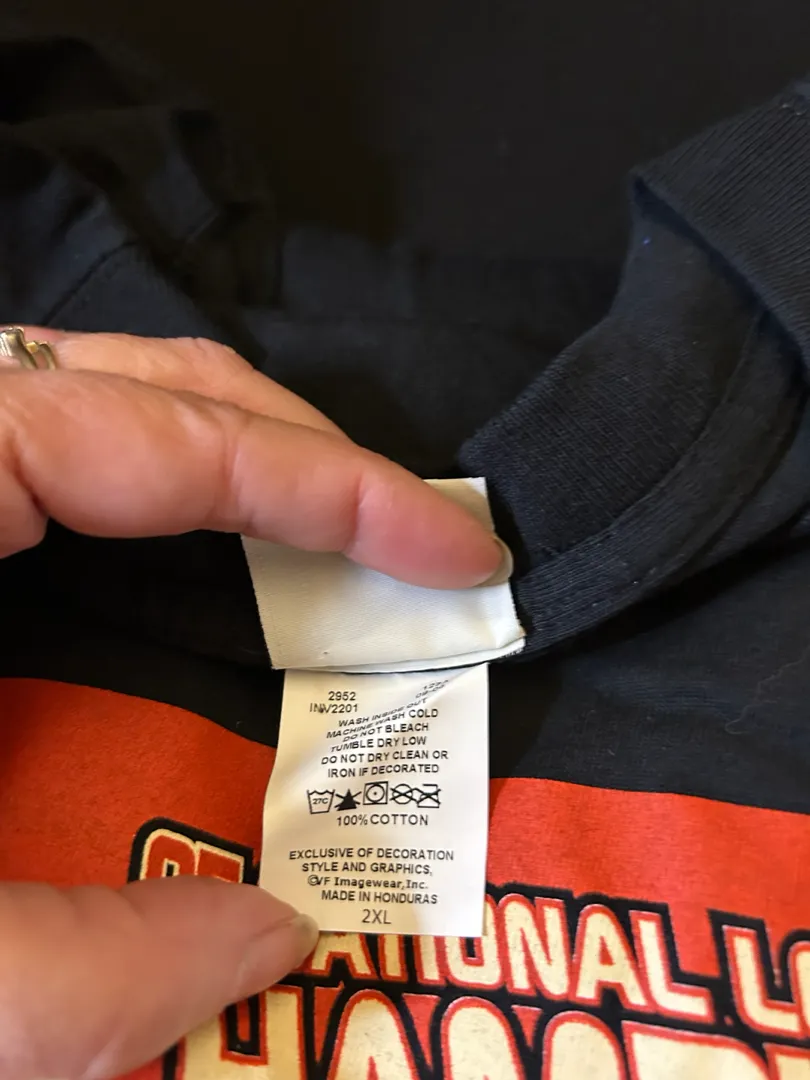 2952
INV2201
WASH INSIDE OUT
MACHINE WASH COLD
DO NOT BLEACH
TUMBLE DRY LOW
DO NOT DRY CLEAN OR
IRON IF DECORATED
27C
100% COTTON
EXCLUSIVE OF DECORATION
STYLE AND GRAPHICS,
©VF Imagewear,Inc.
MADE IN HONDURAS
2XL